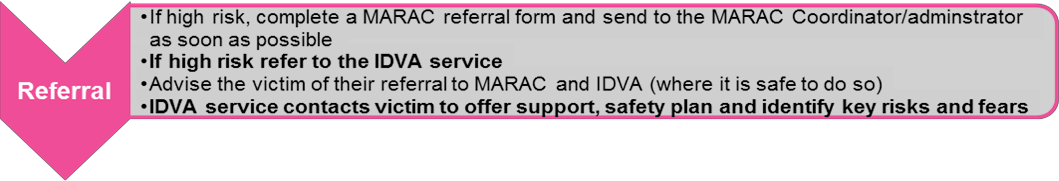 Referral
•If high risk, complete a MARAC referral form and send to the MARAC Coordinator/adminstrator
as soon as possible
•If high risk refer to the IDVA service
•Advise the victim of their referral to MARAC and IDVA (where it is safe to do so)
•IDVA service contacts victim to offer support, safety plan and identify key risks and fears